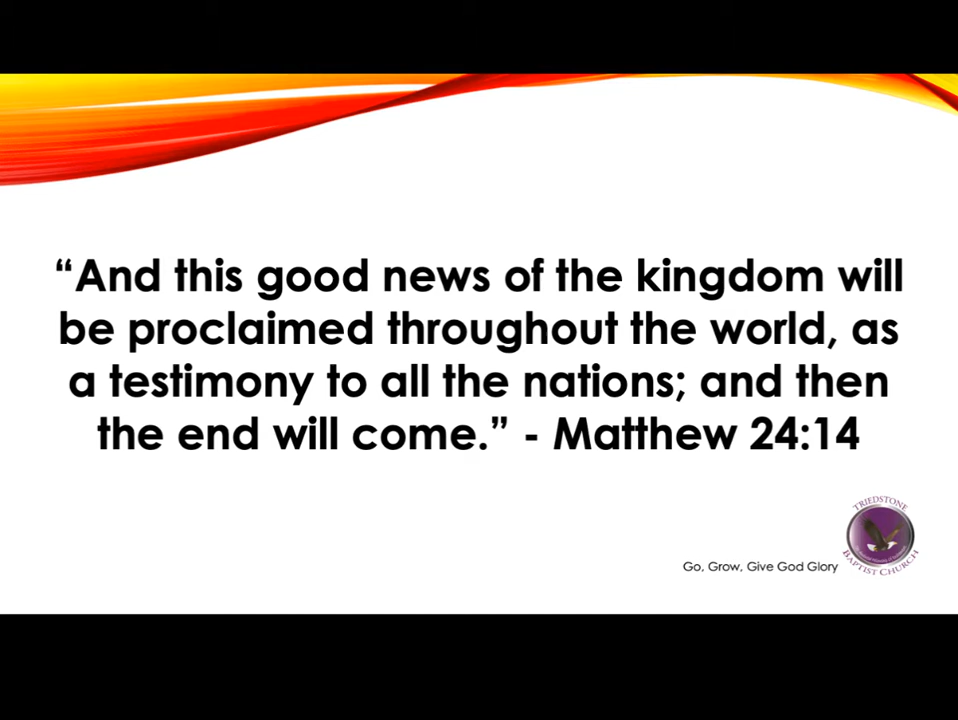 “And this good news of the kingdom will
be proclaimed throughout the world, as
a testimony to all the nations; and then
the end will come.” - Matthew 24:14
TRIEDSTONE
BAPTIST CHURCH
Go, Grow, Give God Glory